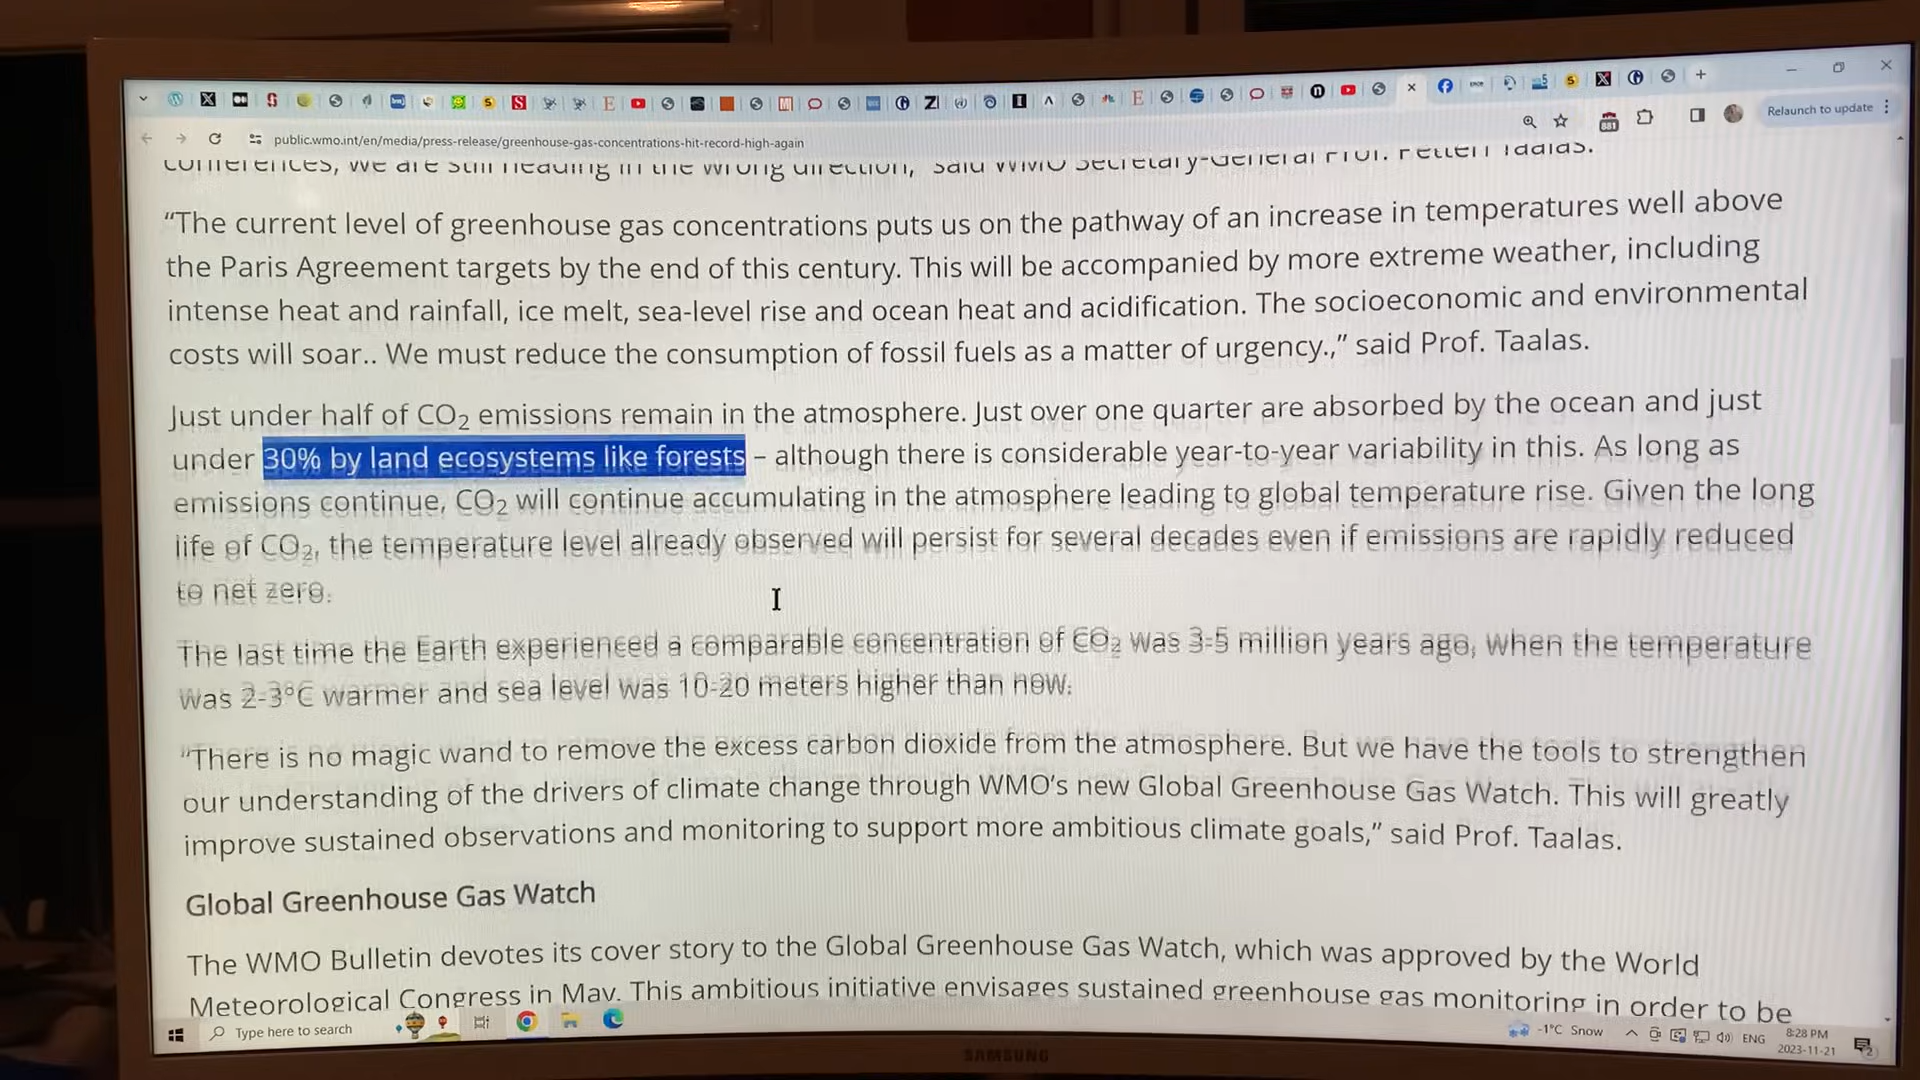 Relaunch to update
public.wmo.int/en/media/press-release/greenhouse-gas-concentrations-hit-record-high-again
conferences, we are still heading in the wrong direction,” said WMO Secretary-General Prof. Petteri Taalas.
“The current level of greenhouse gas concentrations puts us on the pathway of an increase in temperatures well above
the Paris Agreement targets by the end of this century. This will be accompanied by more extreme weather, including
intense heat and rainfall, ice melt, sea-level rise and ocean heat and acidification. The socioeconomic and environmental
costs will soar.. We must reduce the consumption of fossil fuels as a matter of urgency.,” said Prof. Taalas.
Just under half of CO₂ emissions remain in the atmosphere. Just over one quarter are absorbed by the ocean and just
under 30% by land ecosystems like forests – although there is considerable year-to-year variability in this. As long as
emissions continue, CO₂ will continue accumulating in the atmosphere leading to global temperature rise. Given the long
life of CO₂, the temperature level already observed will persist for several decades even if emissions are rapidly reduced
to net zero.
The last time the Earth experienced a comparable concentration of CO₂ was 3-5 million years ago, when the temperature
was 2-3°C warmer and sea level was 10-20 meters higher than now.
“There is no magic wand to remove the excess carbon dioxide from the atmosphere. But we have the tools to strengthen
our understanding of the drivers of climate change through WMO’s new Global Greenhouse Gas Watch. This will greatly
improve sustained observations and monitoring to support more ambitious climate goals,” said Prof. Taalas.
Global Greenhouse Gas Watch
The WMO Bulletin devotes its cover story to the Global Greenhouse Gas Watch, which was approved by the World
Meteorological Congress in May. This ambitious initiative envisages sustained greenhouse gas monitoring in order to be
Type here to search
-1°C Snow
ENG
8:28 PM
2023-11-21
SAMSUNG